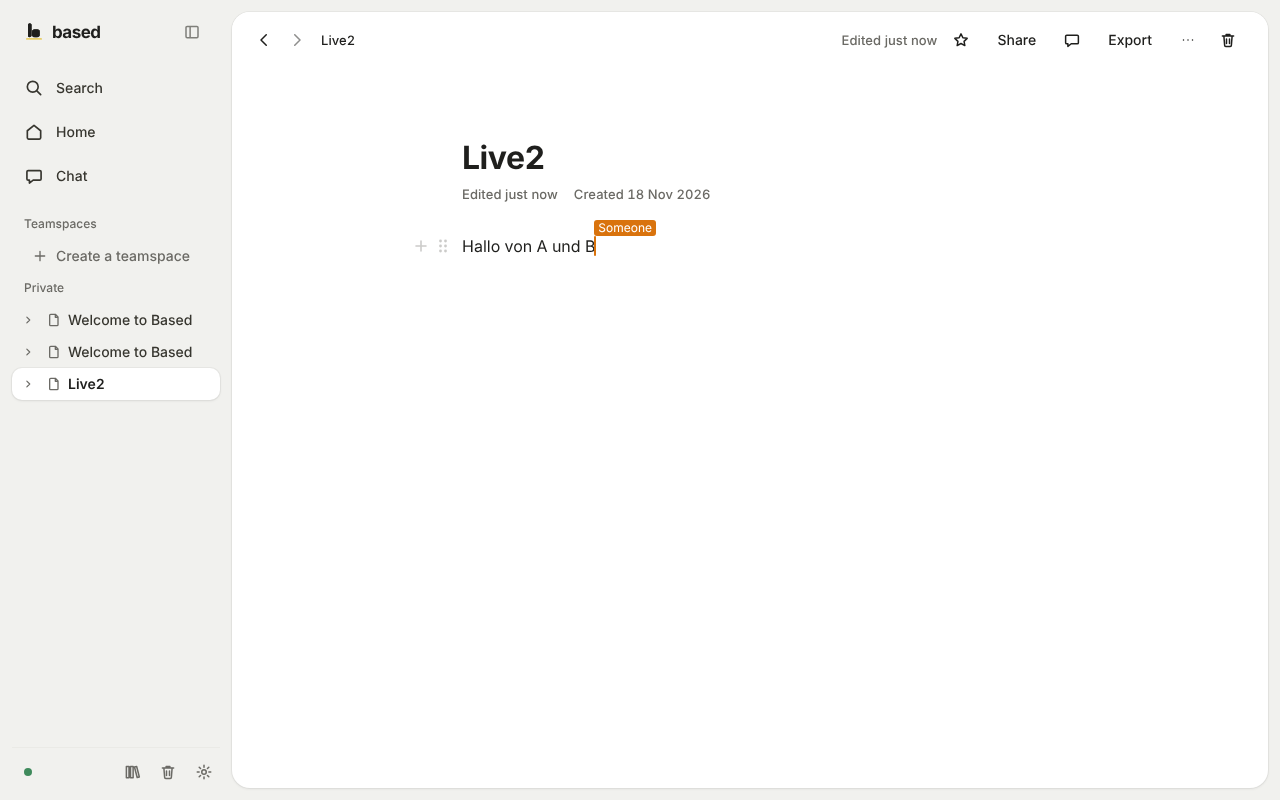 based
Search
Home
Chat
Teamspaces
Create a teamspace
Private
Welcome to Based
Welcome to Based
Live2
Live2
Edited just now
Share
Export
Live2
Edited just now Created 18 Nov 2026
Someone
Hallo von A und B